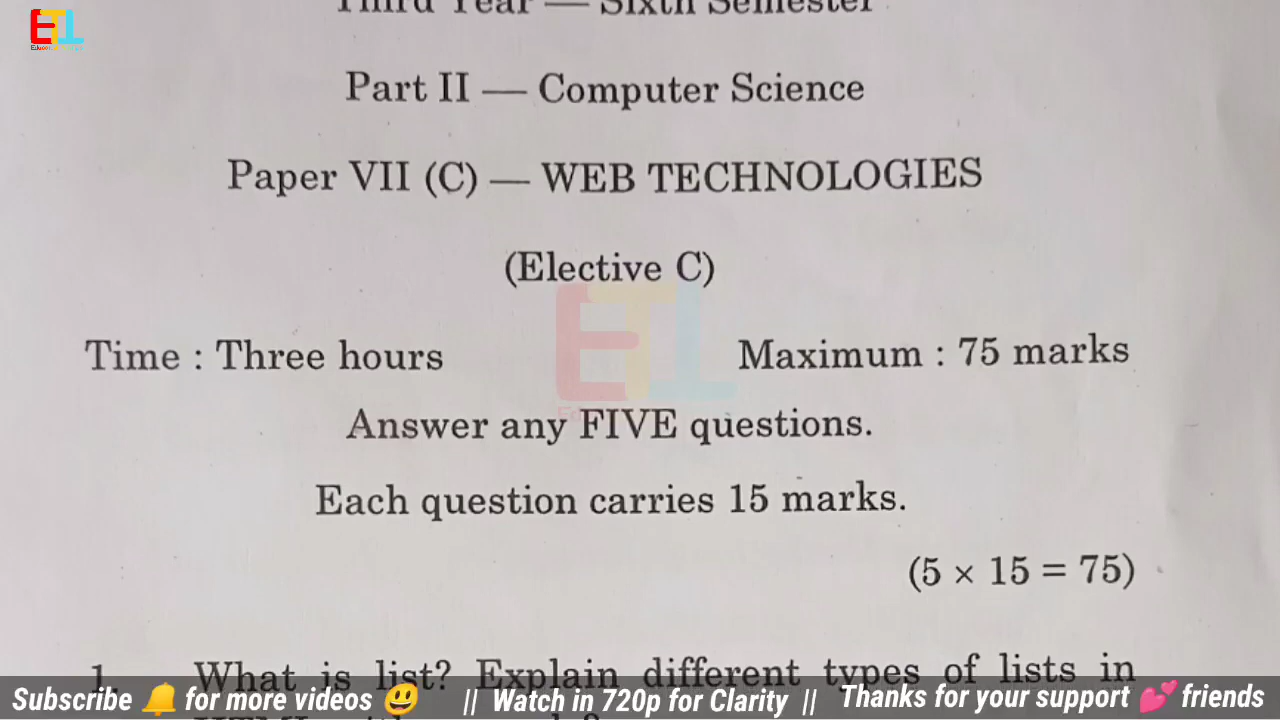 ETL
Third Year — Sixth Semester
Part II — Computer Science
Paper VII (C) — WEB TECHNOLOGIES
(Elective C)
Time : Three hours
Maximum : 75 marks
Answer any FIVE questions.
Each question carries 15 marks.
(5 × 15 = 75)
1. What is list? Explain different types of lists in
Subscribe 🔔 for more videos 😃 || Watch in 720p for Clarity || Thanks for your support 💕 friends